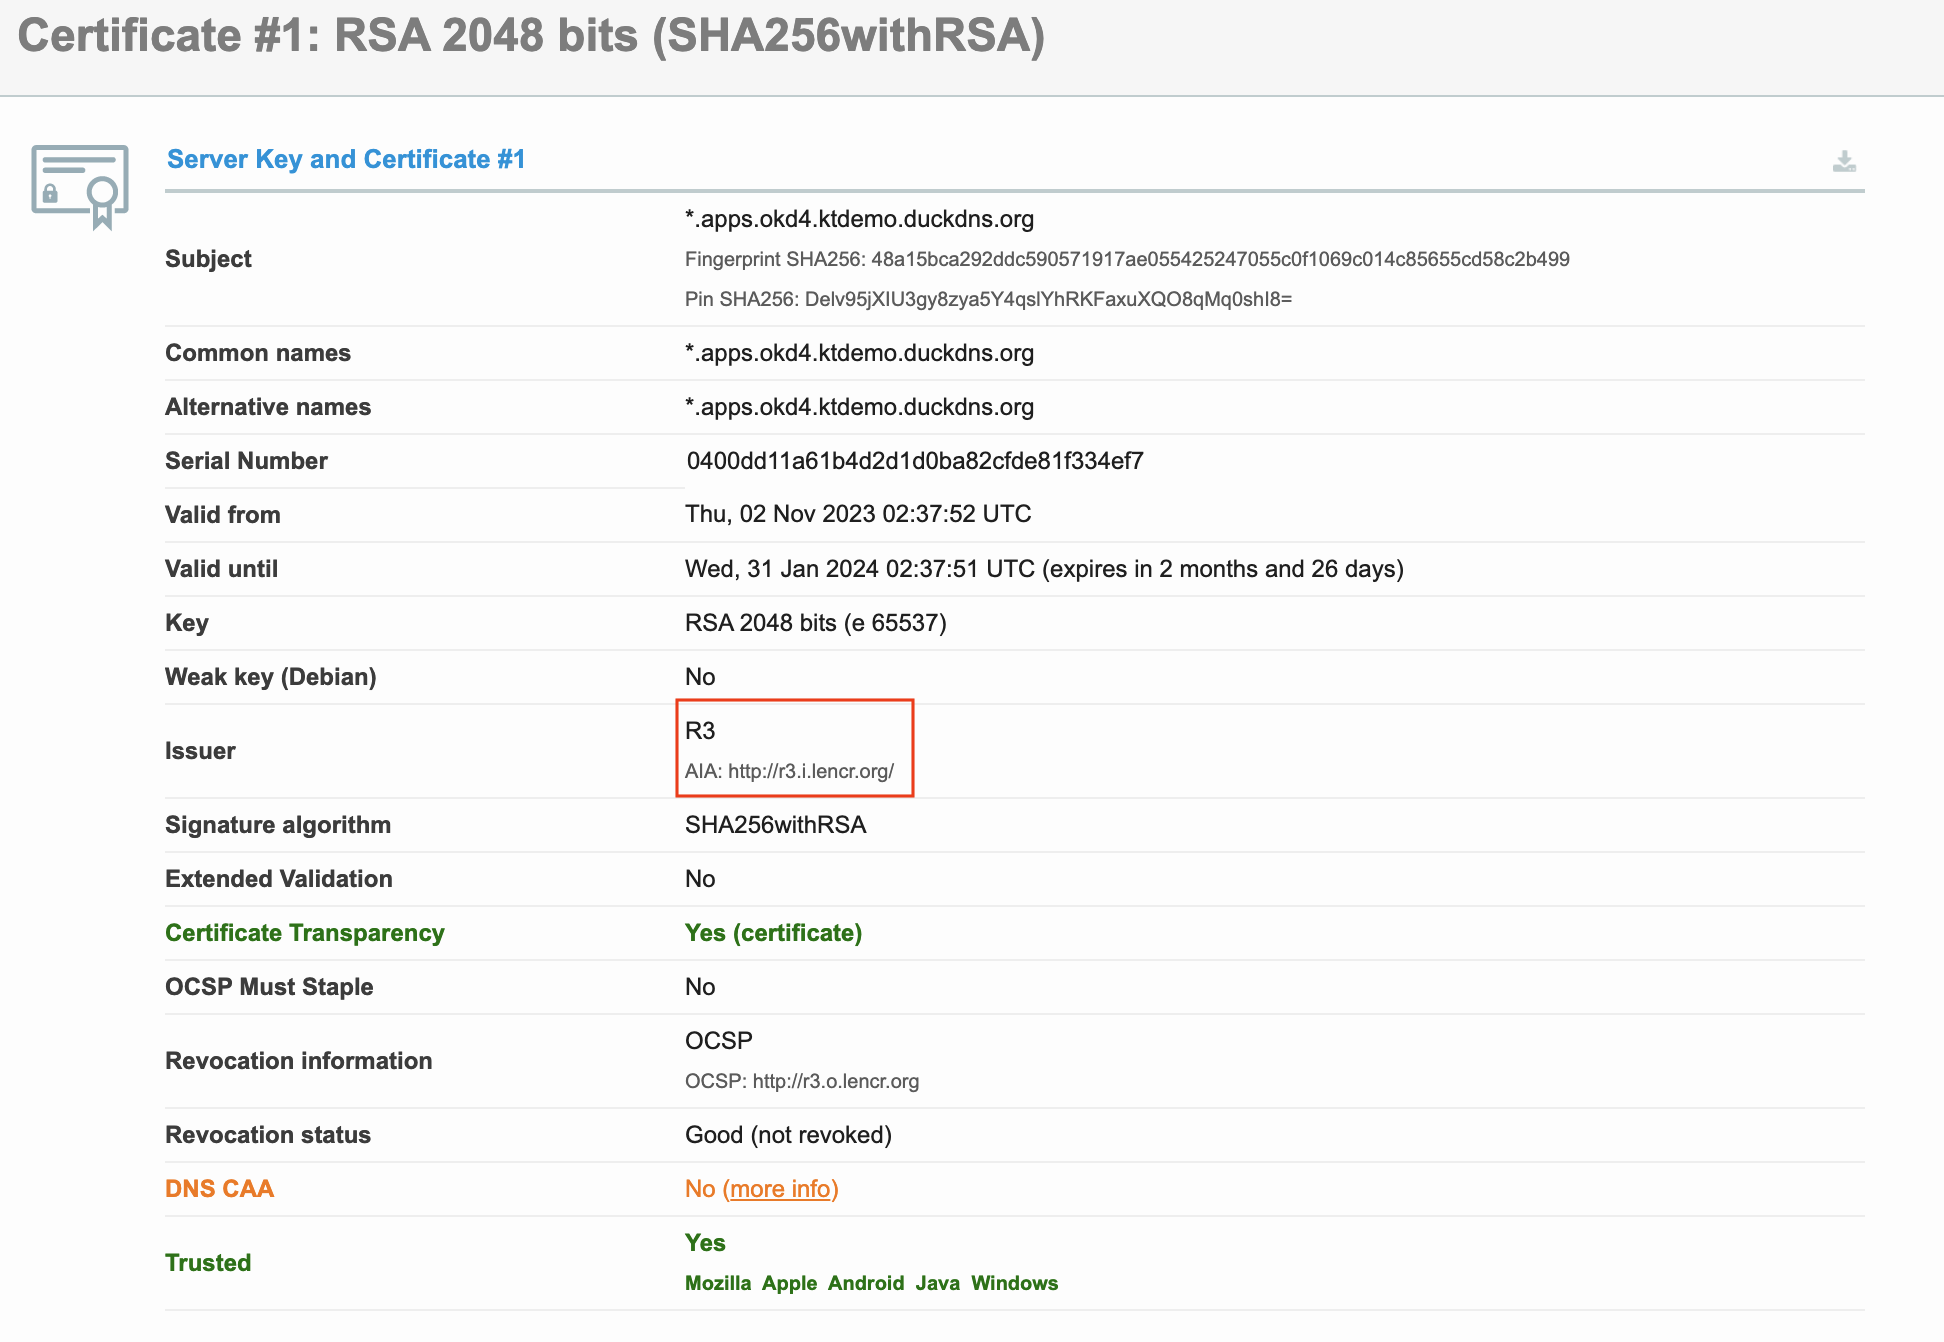 Certificate #1: RSA 2048 bits (SHA256withRSA)
Server Key and Certificate #1
Subject
*.apps.okd4.ktdemo.duckdns.org
Fingerprint SHA256: 48a15bca292ddc590571917ae055425247055c0f1069c014c85655cd58c2b499
Pin SHA256: Delv95jXIU3gy8zya5Y4qslYhRKFaxuXQO8qMq0shI8=
Common names *.apps.okd4.ktdemo.duckdns.org
Alternative names *.apps.okd4.ktdemo.duckdns.org
Serial Number 0400dd11a61b4d2d1d0ba82cfde81f334ef7
Valid from Thu, 02 Nov 2023 02:37:52 UTC
Valid until Wed, 31 Jan 2024 02:37:51 UTC (expires in 2 months and 26 days)
Key RSA 2048 bits (e 65537)
Weak key (Debian) No
Issuer
R3
AIA: http://r3.i.lencr.org/
Signature algorithm SHA256withRSA
Extended Validation No
Certificate Transparency Yes (certificate)
OCSP Must Staple No
Revocation information
OCSP
OCSP: http://r3.o.lencr.org
Revocation status Good (not revoked)
DNS CAA No (more info)
Trusted
Yes
Mozilla Apple Android Java Windows